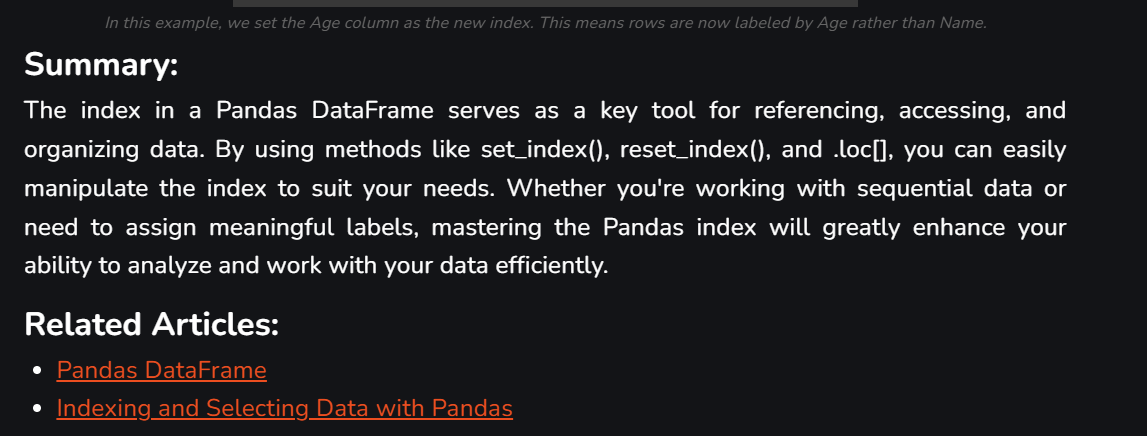 In this example, we set the Age column as the new index. This means rows are now labeled by Age rather than Name.
Summary:
The index in a Pandas DataFrame serves as a key tool for referencing, accessing, and
organizing data. By using methods like set_index(), reset_index(), and .loc[], you can easily
manipulate the index to suit your needs. Whether you're working with sequential data or
need to assign meaningful labels, mastering the Pandas index will greatly enhance your
ability to analyze and work with your data efficiently.
Related Articles:
Pandas DataFrame
Indexing and Selecting Data with Pandas